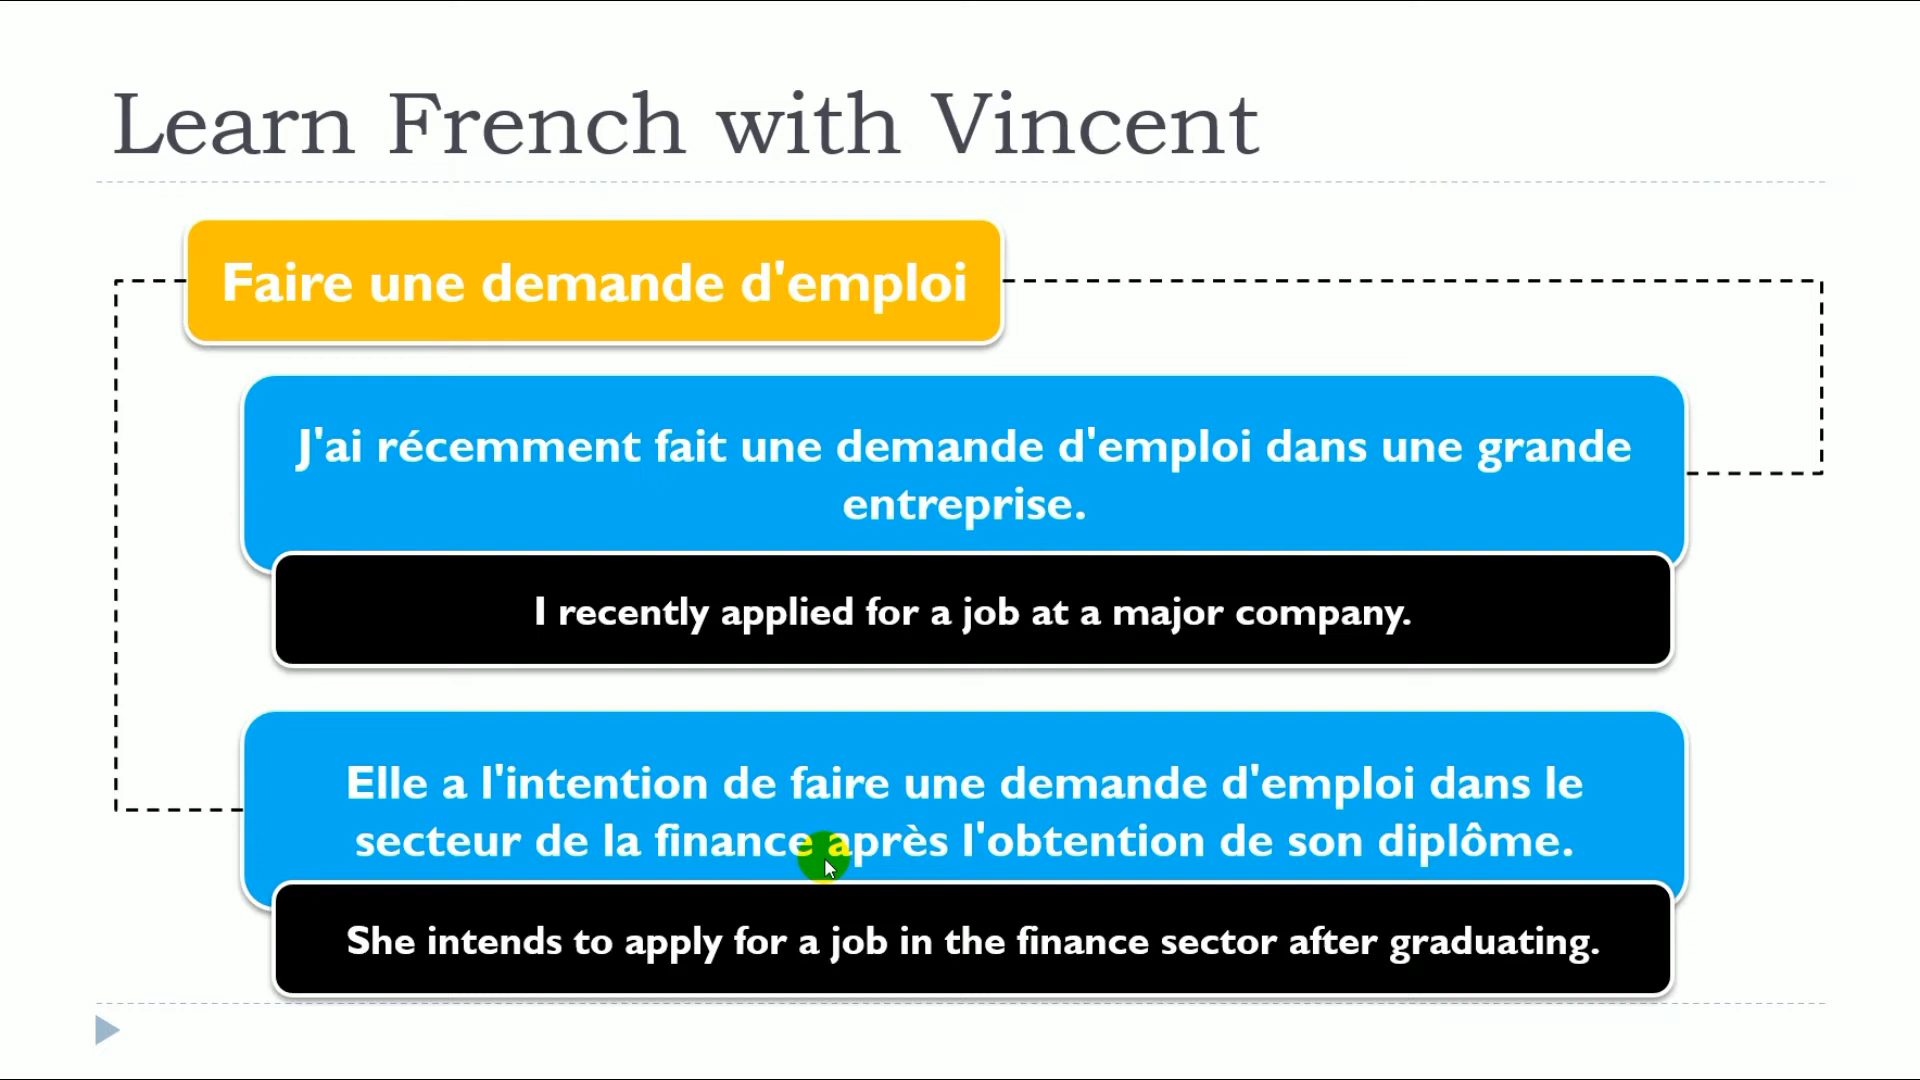 Learn French with Vincent
Faire une demande d'emploi
J'ai récemment fait une demande d'emploi dans une grande
entreprise.
I recently applied for a job at a major company.
Elle a l'intention de faire une demande d'emploi dans le
secteur de la finance après l'obtention de son diplôme.
She intends to apply for a job in the finance sector after graduating.